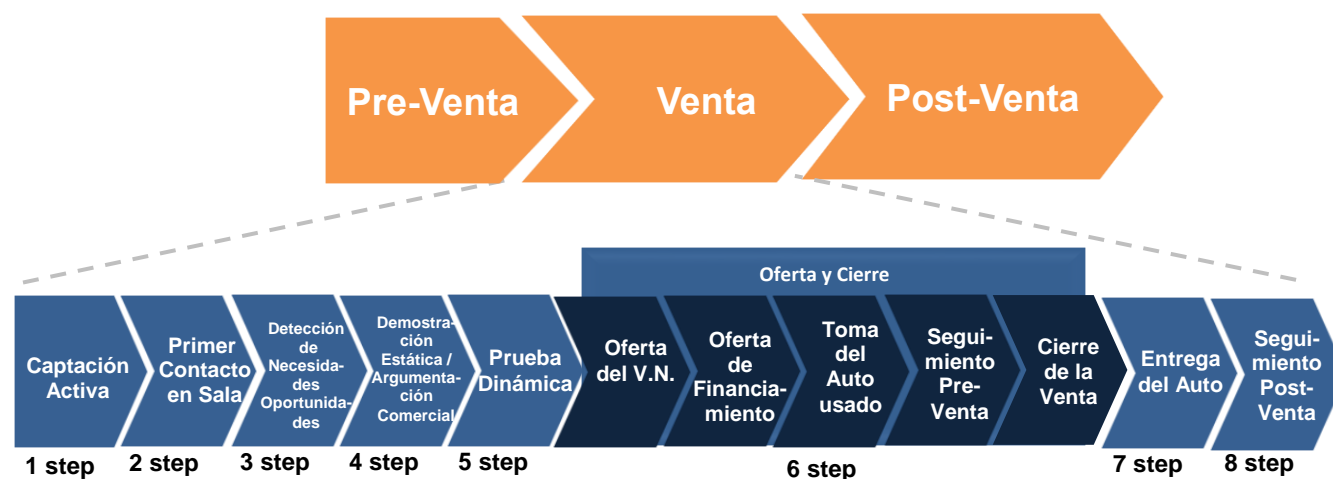 Pre-Venta
Venta
Post-Venta
Oferta y Cierre
Captación
Activa
Primer
Contacto
en Sala
Detección
de
Necesida-
des
Oportunida-
des
Demostra-
ción
Estática /
Argumenta-
ción
Comercial
Prueba
Dinámica
Oferta
del V.N.
Oferta
de
Financia-
miento
Toma
del
Auto
usado
Segui-
miento
Pre-
Venta
Cierre
de la
Venta
Entrega
del Auto
Segui-
miento
Post-
Venta
1 step
2 step
3 step
4 step
5 step
6 step
7 step
8 step